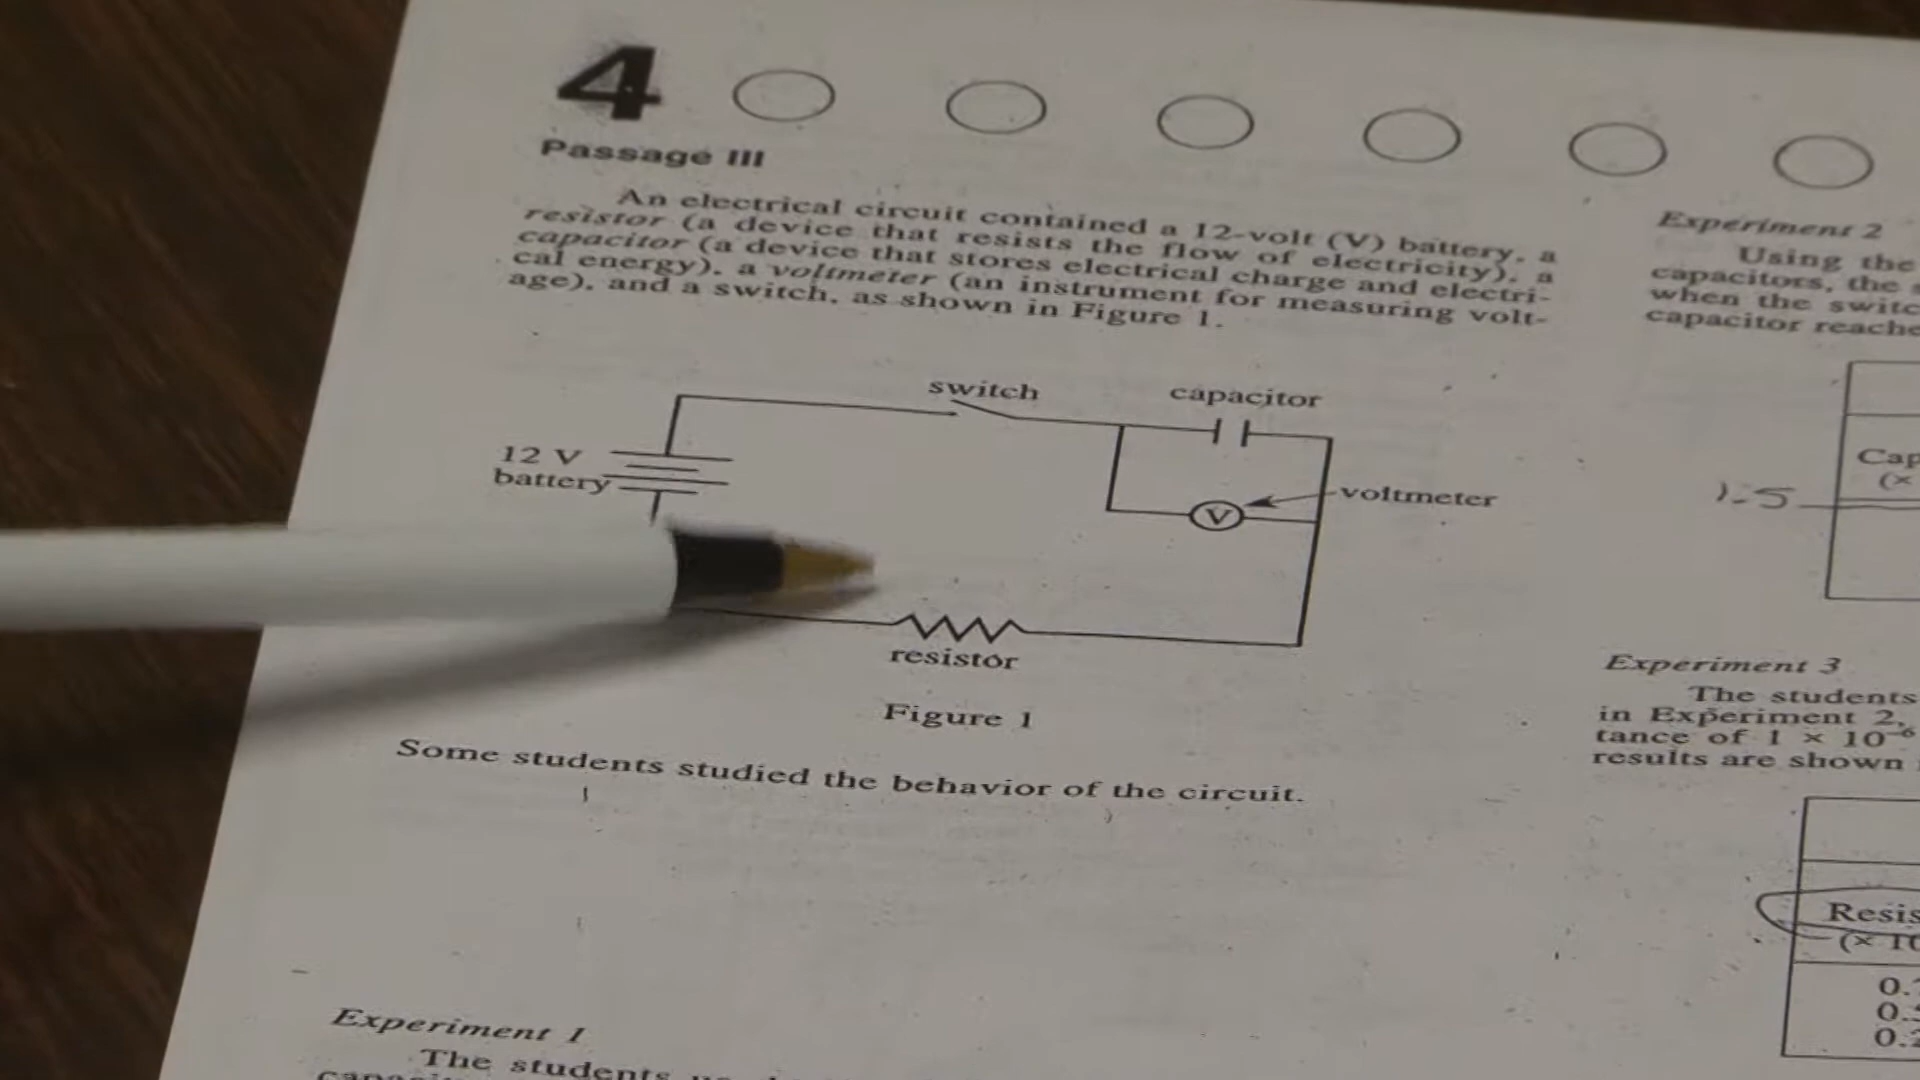 4
Passage III
An electrical circuit contained a 12-volt (V) battery, a
resistor (a device that resists the flow of electricity), a
capacitor (a device that stores electrical charge and electri-
cal energy), a voltmeter (an instrument for measuring volt-
age), and a switch, as shown in Figure 1.
switch
capacitor
12 V
battery
voltmeter
V
resistor
Figure 1
Some students studied the behavior of the circuit.
Experiment 1
The students
Experiment 2
Using the
capacitors, the
when the
capacitor
1.5
(×
Experiment 3
The students
in Experiment 2,
tance of 1 × 10⁻⁶
results are shown
(×
0.
0.
0.